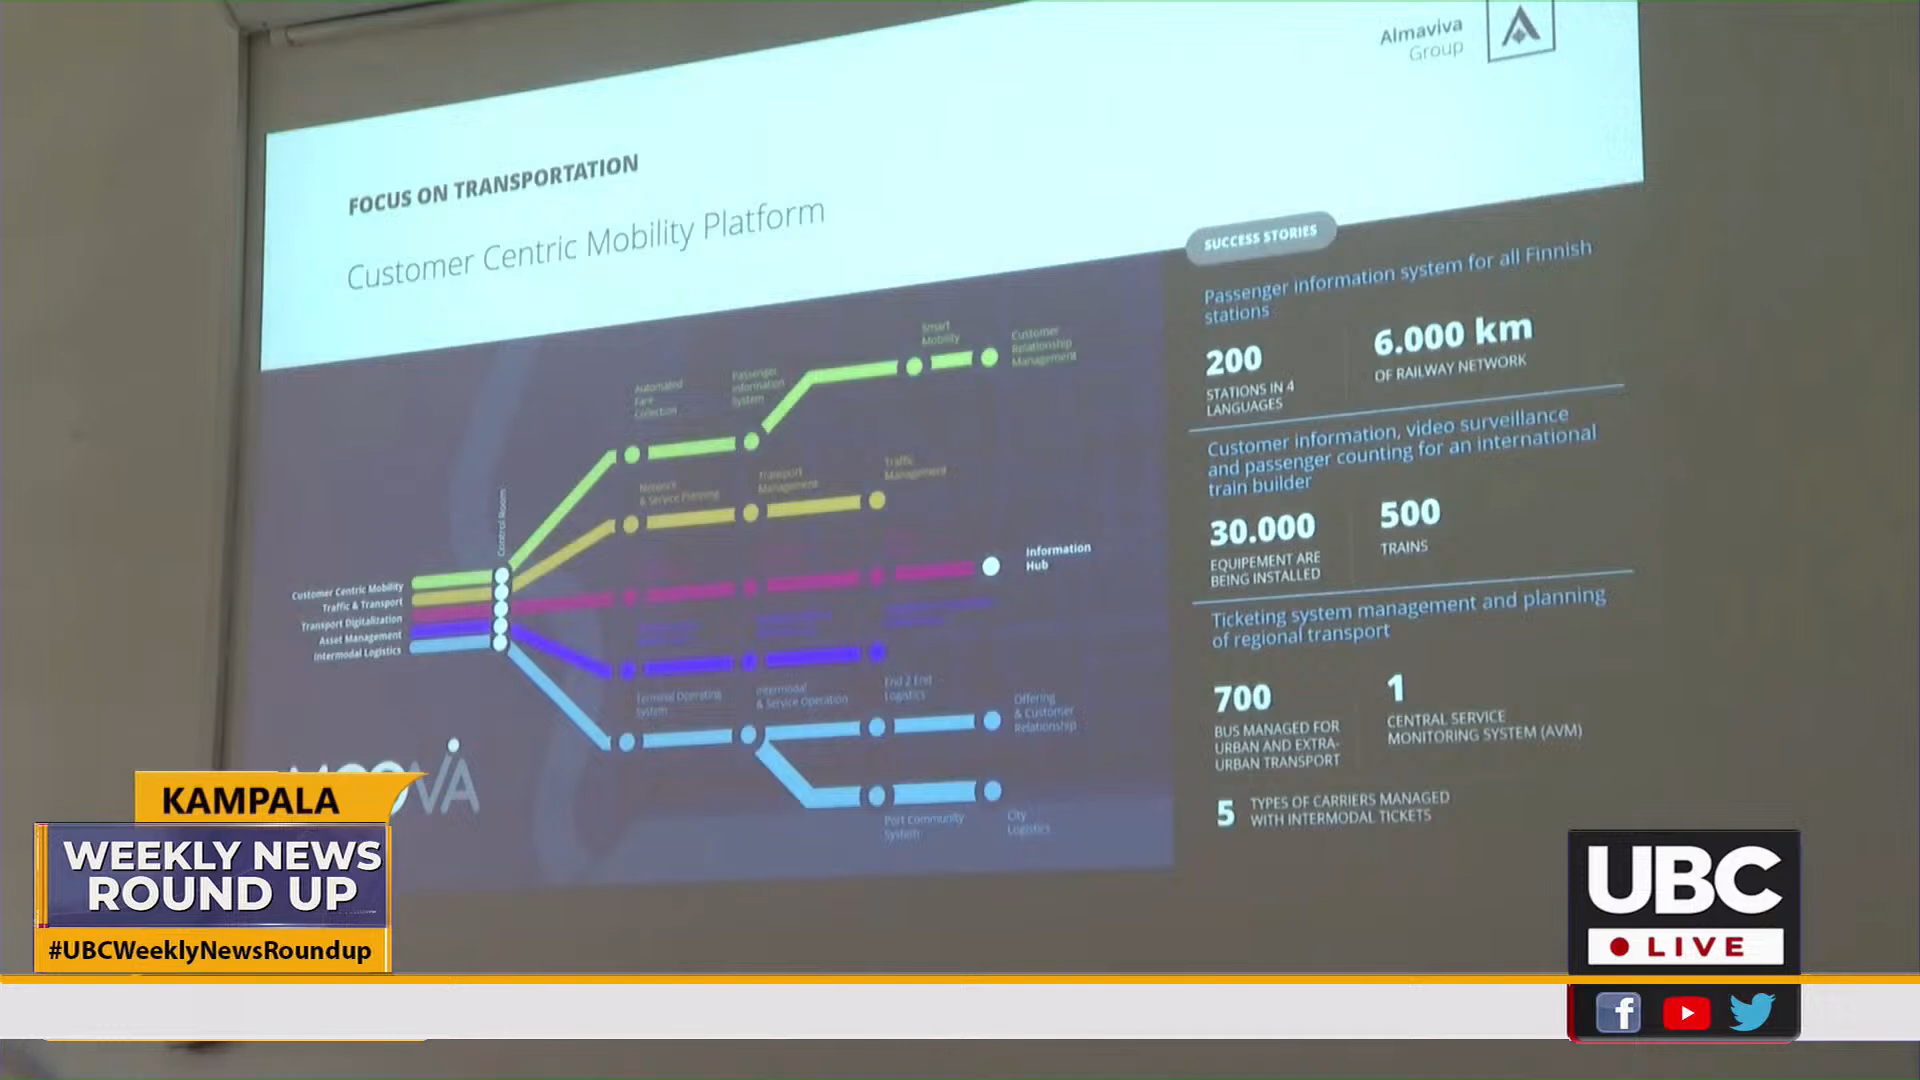 Almaviva
Group
FOCUS ON TRANSPORTATION
Customer Centric Mobility Platform
SUCCESS STORIES
Passenger information system for all Finnish
stations
200
STATIONS IN 4
LANGUAGES
6.000 km
OF RAILWAY NETWORK
Customer information, video surveillance
and passenger counting for an international
train builder
30.000
EQUIPEMENT ARE
BEING INSTALLED
500
TRAINS
Ticketing system management and planning
of regional transport
700
BUS MANAGED FOR
URBAN AND EXTRA-
URBAN TRANSPORT
1
CENTRAL SERVICE
MONITORING SYSTEM (AVM)
5
TYPES OF CARRIERS MANAGED
WITH INTERMODAL TICKETS
Smart
Mobility
Customer
Relationship
Management
Automated
Fare
Collection
Passenger
Information
System
Network
& Service Planning
Transport
Management
Traffic
Management
Control Room
Information
Hub
Customer Centric Mobility
Traffic & Transport
Transport Digitalization
Asset Management
Intermodal Logistics
Terminal Operating
System
Intermodal
& Service Operation
End 2 End
Logistics
Offering
& Customer
Relationship
Port Community
System
City
Logistics
KAMPALA
WEEKLY NEWS
ROUND UP
#UBCWeeklyNewsRoundup
UBC
LIVE